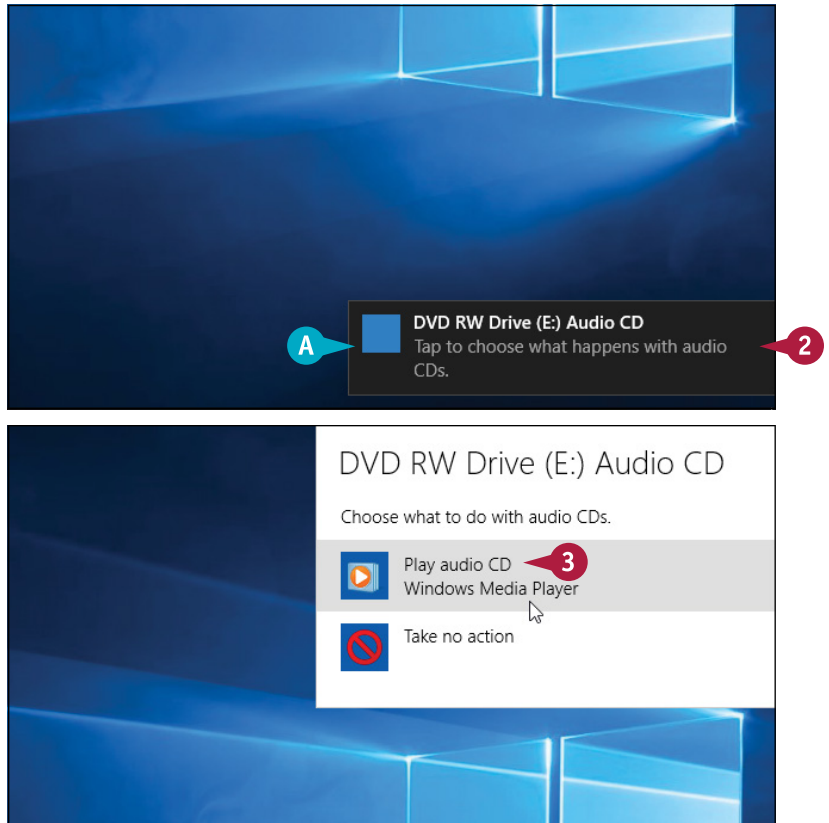 DVD RW Drive (E:) Audio CD
A
Tap to choose what happens with audio
2
CDs.
DVD RW Drive (E:) Audio CD
Choose what to do with audio CDs.
Play audio CD
3
Windows Media Player
Take no action